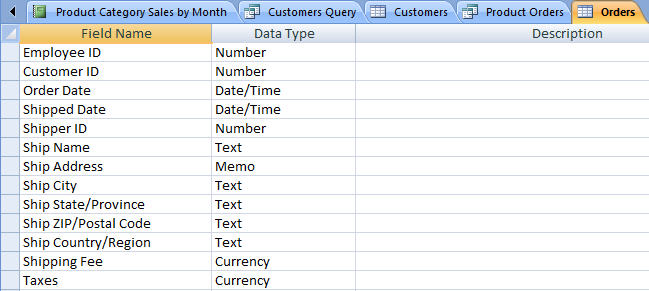 Product Category Sales by Month Customers Query Customers Product Orders Orders
Field Name Data Type Description
Employee ID Number
Customer ID Number
Order Date Date/Time
Shipped Date Date/Time
Shipper ID Number
Ship Name Text
Ship Address Memo
Ship City Text
Ship State/Province Text
Ship ZIP/Postal Code Text
Ship Country/Region Text
Shipping Fee Currency
Taxes Currency